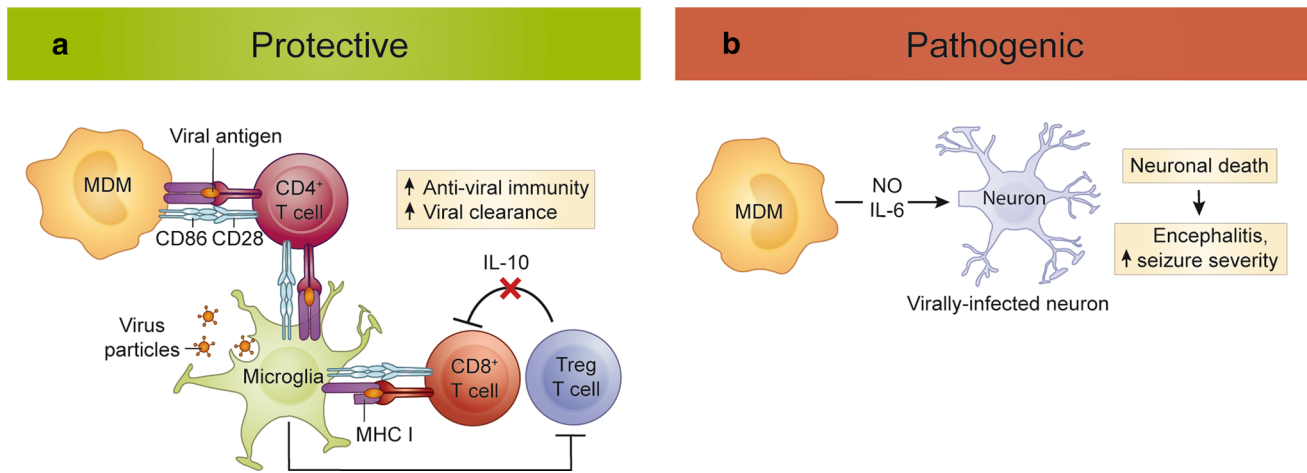 a
Protective
Viral antigen
MDM
CD4⁺
T cell
CD86 CD28
↑ Anti-viral immunity
↑ Viral clearance
IL-10
Virus
particles
Microglia
CD8⁺
T cell
Treg
T cell
MHC I
b
Pathogenic
MDM
NO
IL-6
Neuron
Virally-infected neuron
Neuronal death
Encephalitis,
↑ seizure severity